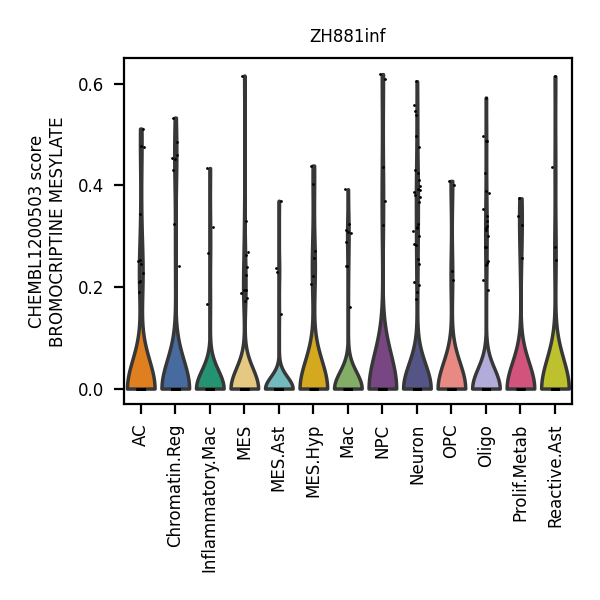 ZH881inf
CHEMBL1200503 score
BROMOCRIPTINE MESYLATE
0.6
0.4
0.2
0.0
AC
Chromatin.Reg
Inflammatory.Mac
MES
MES.Ast
MES.Hyp
Mac
NPC
Neuron
OPC
Oligo
Prolif.Metab
Reactive.Ast